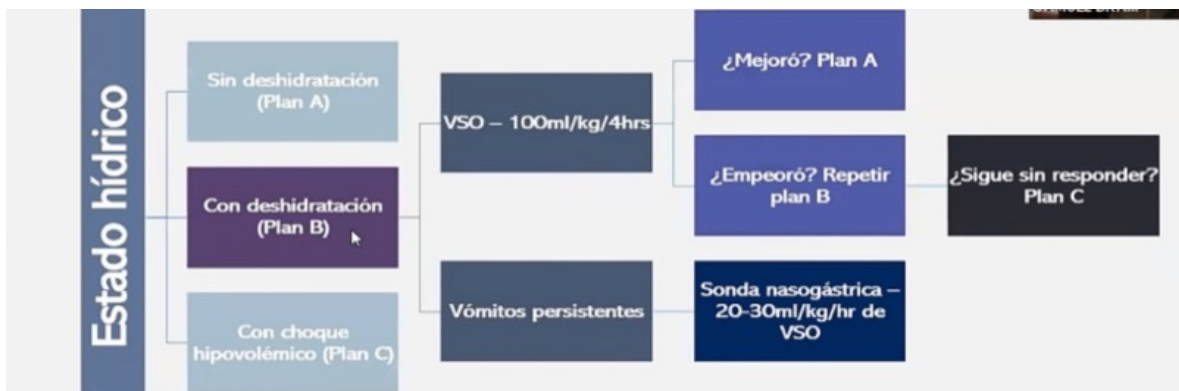 Estado hídrico
Sin deshidratación
(Plan A)
Con deshidratación
(Plan B)
Con choque
hipovolémico (Plan C)
VSO – 100ml/kg/4hrs
Vómitos persistentes
¿Mejoró? Plan A
¿Empeoró? Repetir
plan B
Sonda nasogástrica –
20-30ml/kg/hr de
VSO
¿Sigue sin responder?
Plan C